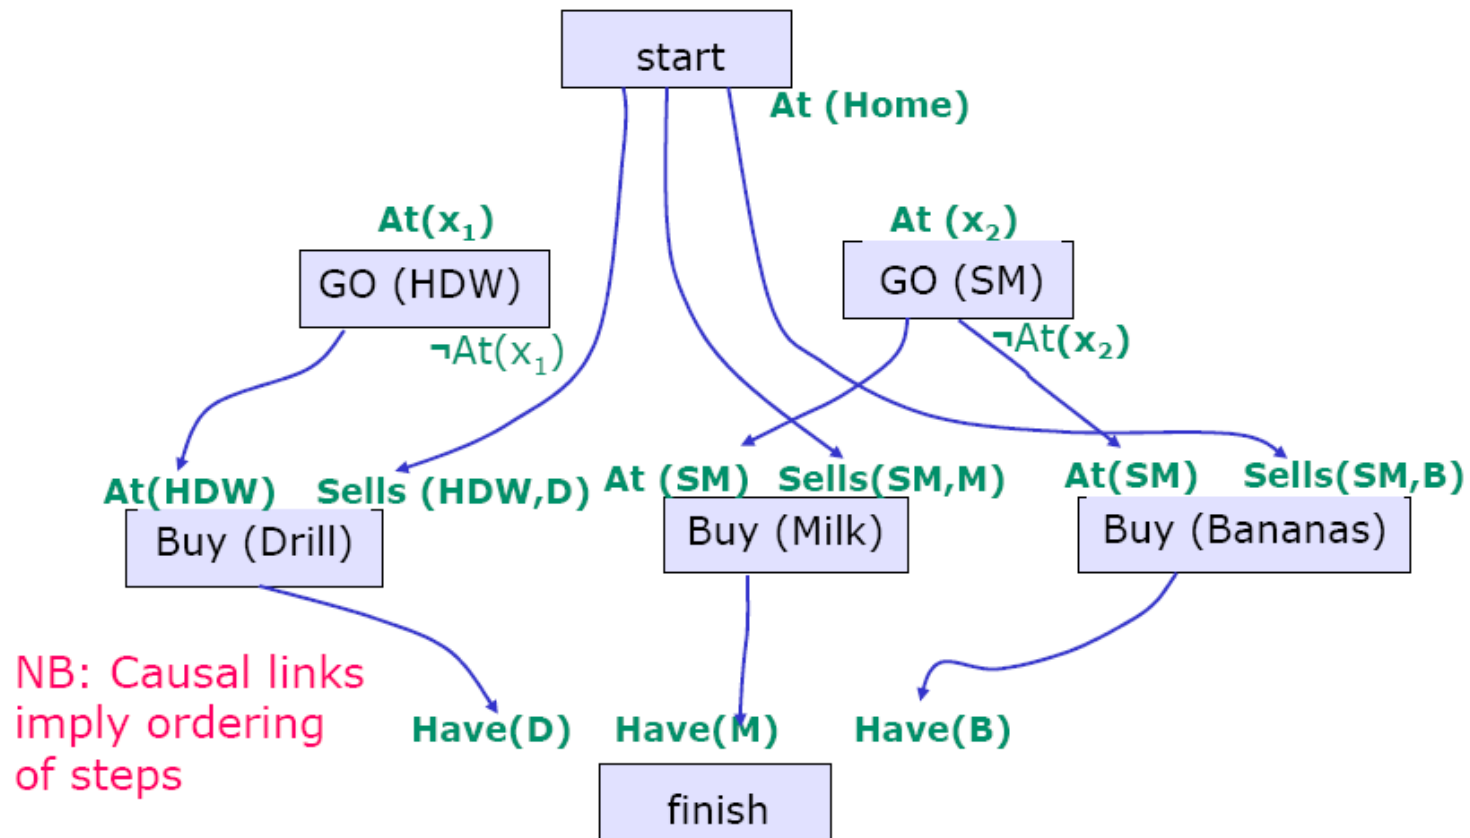 start
At (Home)
At(x₁)
At (x₂)
GO (HDW)
GO (SM)
¬At(x₁)
¬At(x₂)
At(HDW)
Sells (HDW,D)
At (SM)
Sells(SM,M)
At(SM)
Sells(SM,B)
Buy (Drill)
Buy (Milk)
Buy (Bananas)
NB: Causal links
imply ordering
of steps
Have(D)
Have(M)
Have(B)
finish